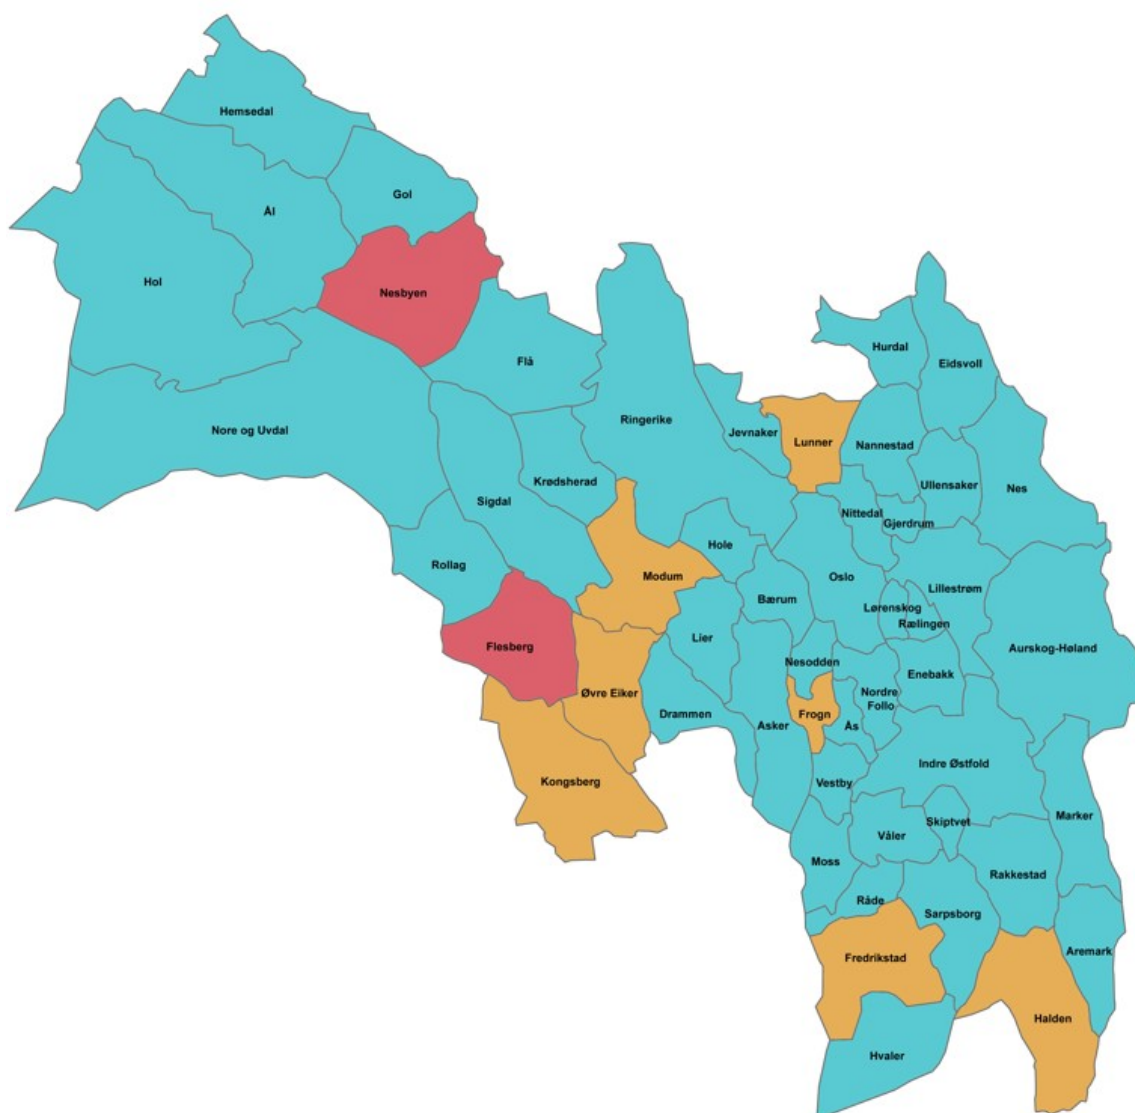 Hemsedal
Gol
Ål
Hol
Nesbyen
Flå
Nore og Uvdal
Hurdal
Eidsvoll
Ringerike
Jevnaker
Lunner
Nannestad
Krødsherad
Ullensaker
Nes
Sigdal
Nittedal
Gjerdrum
Hole
Rollag
Modum
Oslo
Lillestrøm
Bærum
Lørenskog
Rælingen
Lier
Flesberg
Aurskog-Høland
Nesodden
Enebakk
Øvre Eiker
Nordre
Follo
Drammen
Frogn
Asker
Ås
Indre Østfold
Kongsberg
Vestby
Marker
Skiptvet
Våler
Moss
Rakkestad
Råde
Sarpsborg
Aremark
Fredrikstad
Halden
Hvaler